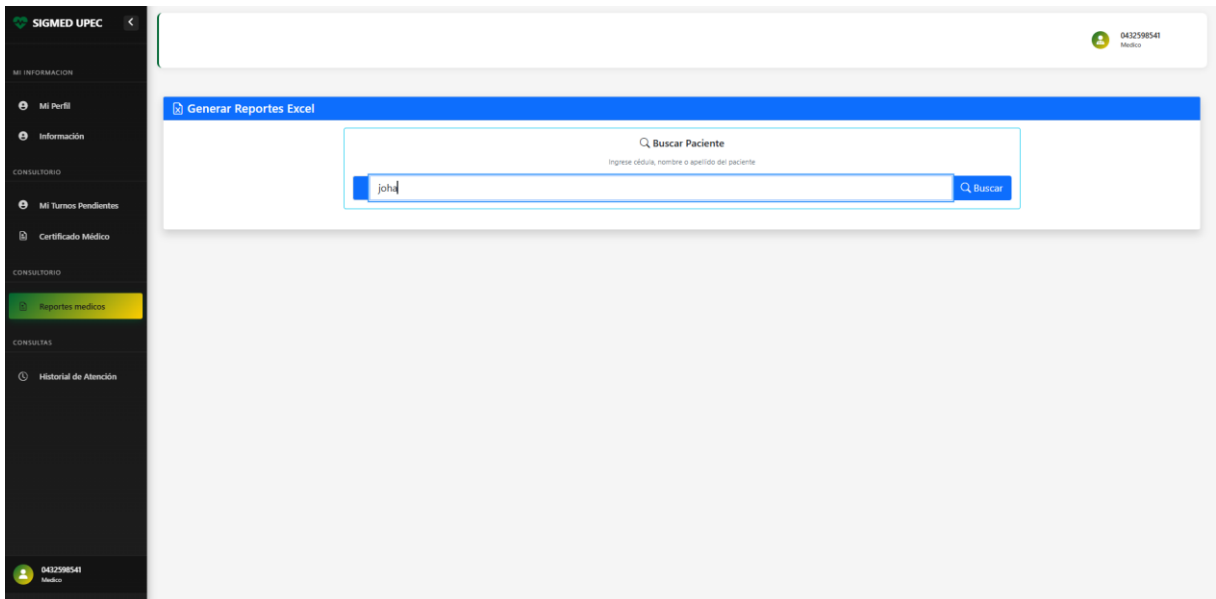 SIGMED UPEC
MI INFORMACION
Mi Perfil
Información
CONSULTORIO
Mi Turnos Pendientes
Certificado Médico
CONSULTORIO
Reportes medicos
CONSULTAS
Historial de Atención
0432598541
Medico
0432598541
Medico
Generar Reportes Excel
Buscar Paciente
Ingrese cédula, nombre o apellido del paciente
joha
Buscar